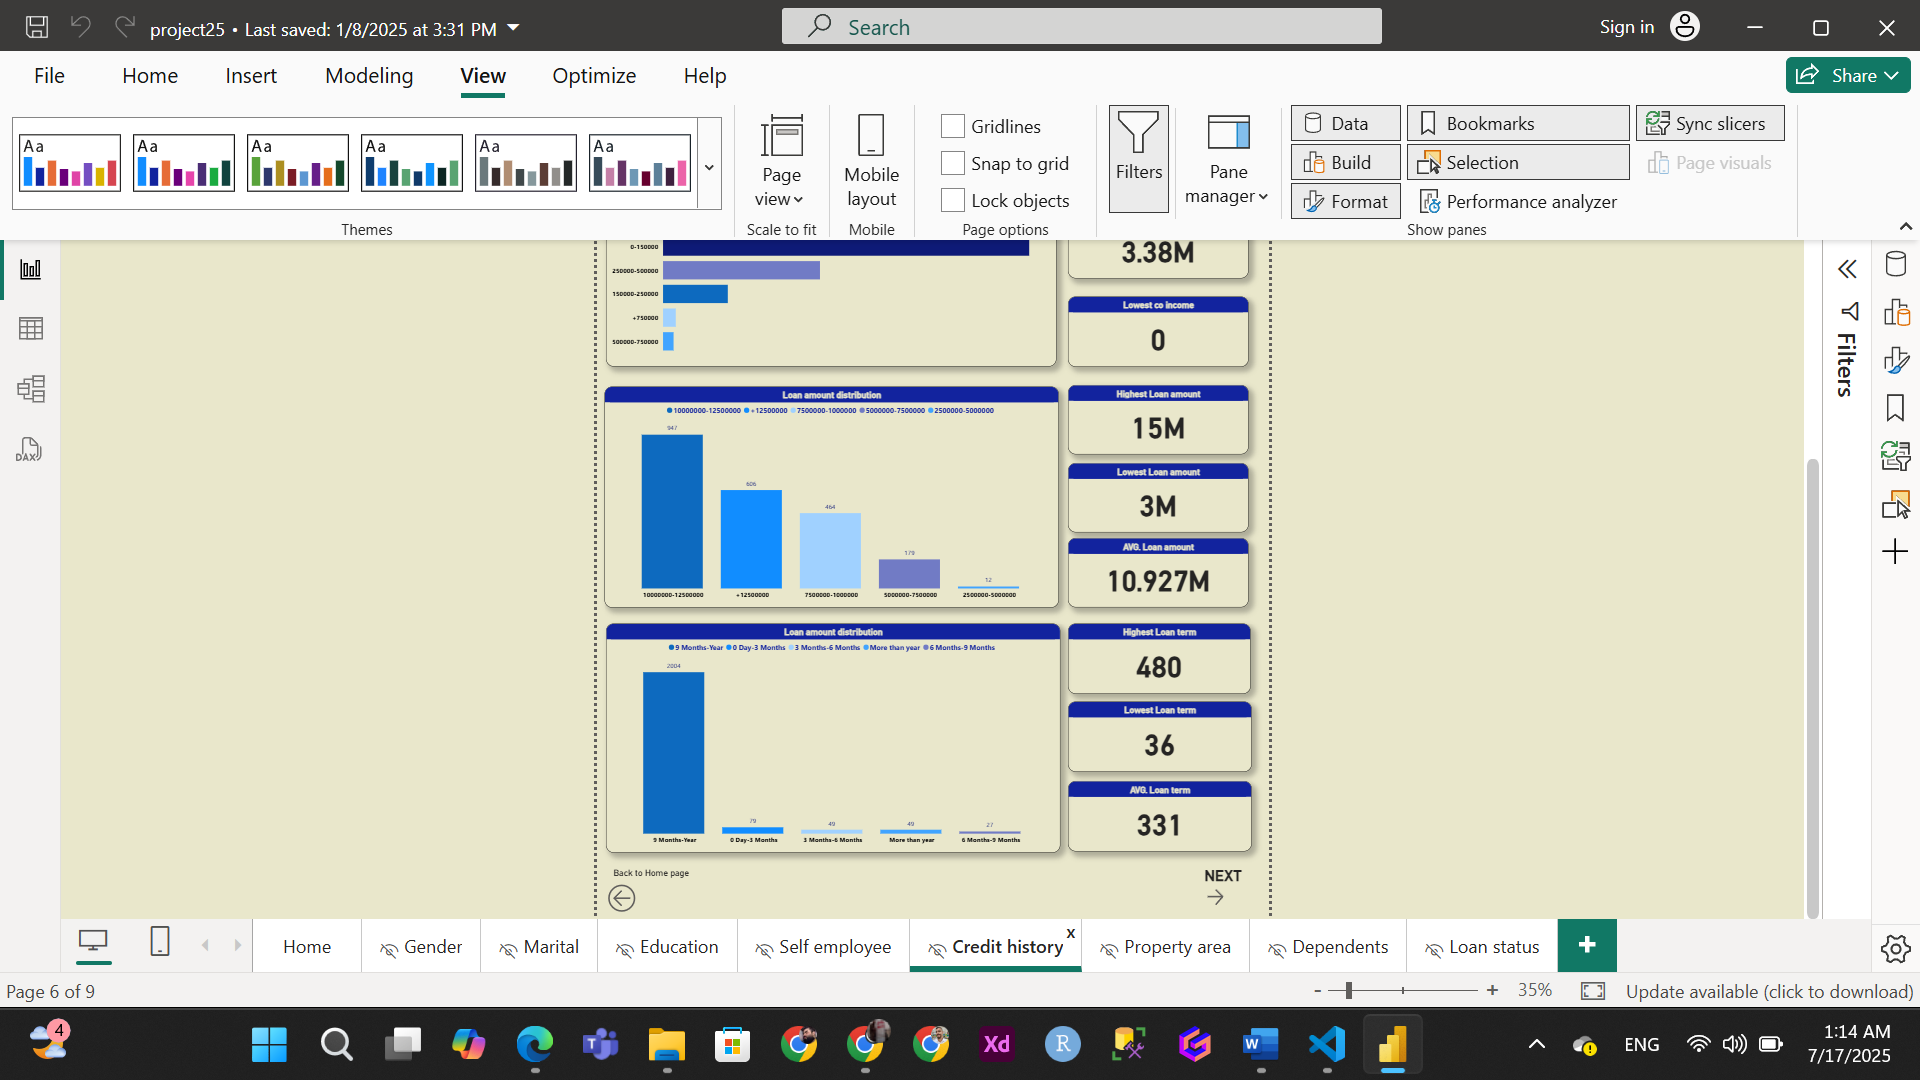 project25 • Last saved: 1/8/2025 at 3:31 PM
Search
Sign in
File Home Insert Modeling View Optimize Help
Share
Aa Aa Aa Aa Aa Aa
Themes
Page view
Scale to fit
Mobile layout
Mobile
Gridlines
Snap to grid
Lock objects
Page options
Filters
Pane manager
Data Bookmarks Sync slicers
Build Selection Page visuals
Format Performance analyzer
Show panes
DAX
Filters
0-150000
250000-500000
150000-250000
+750000
500000-750000
3.38M
Lowest co income
0
Loan amount distribution
10000000-12500000 +12500000 7500000-1000000 5000000-7500000 2500000-5000000
947
606
464
179
12
10000000-12500000 +12500000 7500000-1000000 5000000-7500000 2500000-5000000
Highest Loan amount
15M
Lowest Loan amount
3M
AVG. Loan amount
10.927M
Loan amount distribution
9 Months-Year 0 Day-3 Months 3 Months-6 Months More than year 6 Months-9 Months
2004
79
49
49
27
9 Months-Year 0 Day-3 Months 3 Months-6 Months More than year 6 Months-9 Months
Highest Loan term
480
Lowest Loan term
36
AVG. Loan term
331
Back to Home page
NEXT
Home Gender Marital Education Self employee Credit history x Property area Dependents Loan status +
Page 6 of 9
- + 35% Update available (click to download)
4
Xd
R
W
ENG
1:14 AM
7/17/2025